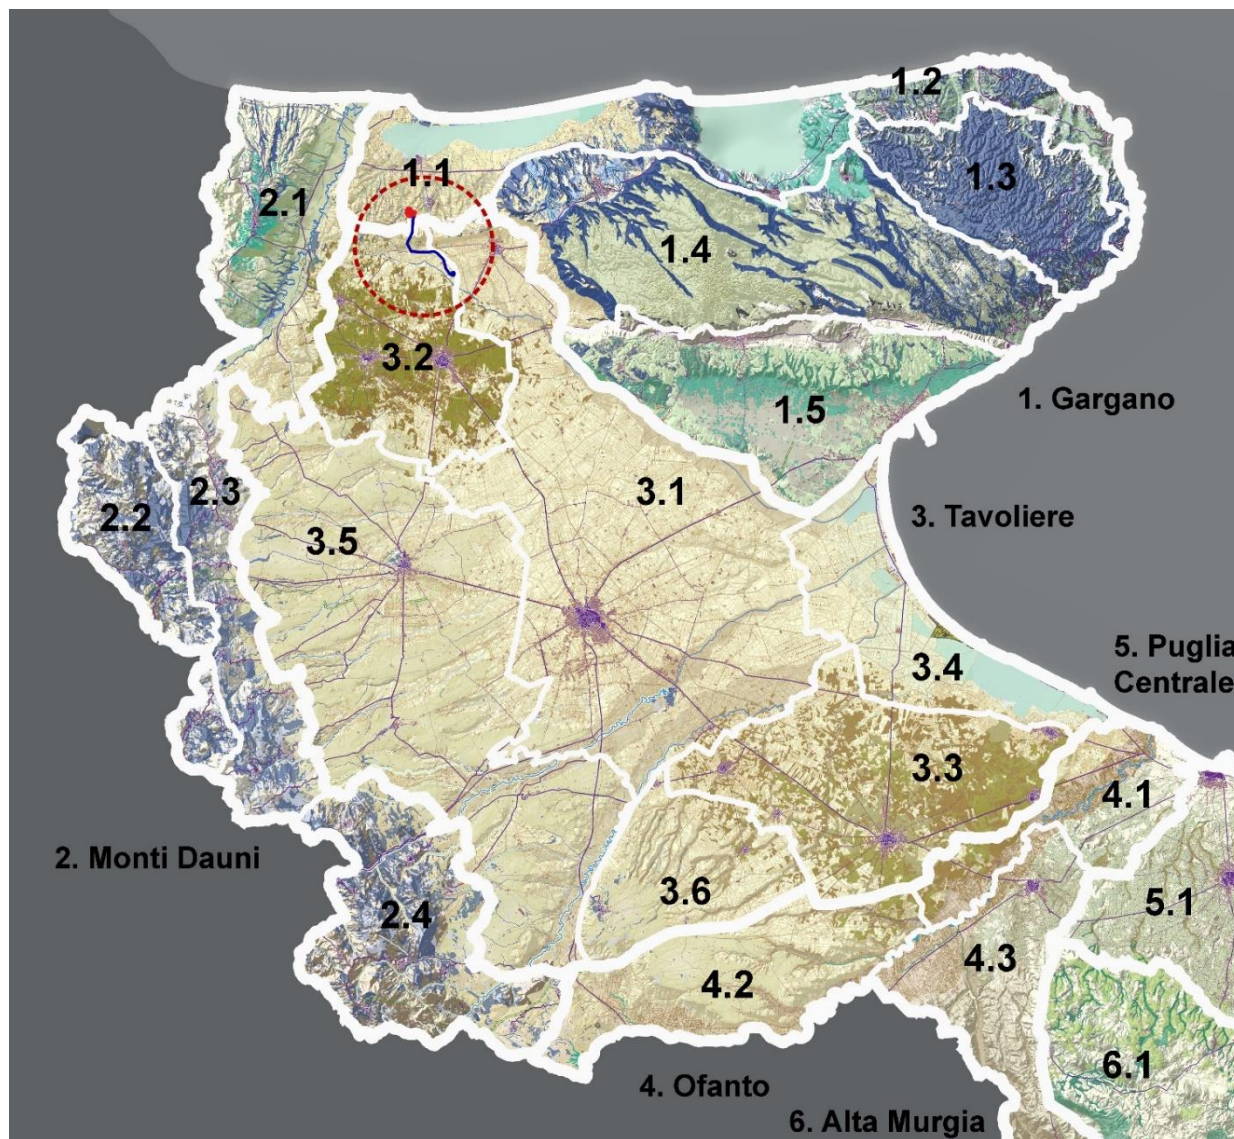 1.2
1.1
1.3
2.1
1.4
3.2
1.5
1. Gargano
2.2
2.3
3.1
3. Tavoliere
3.5
5. Puglia
Centrale
3.4
3.3
4.1
2. Monti Dauni
3.6
2.4
5.1
4.3
4.2
4. Ofanto
6.1
6. Alta Murgia